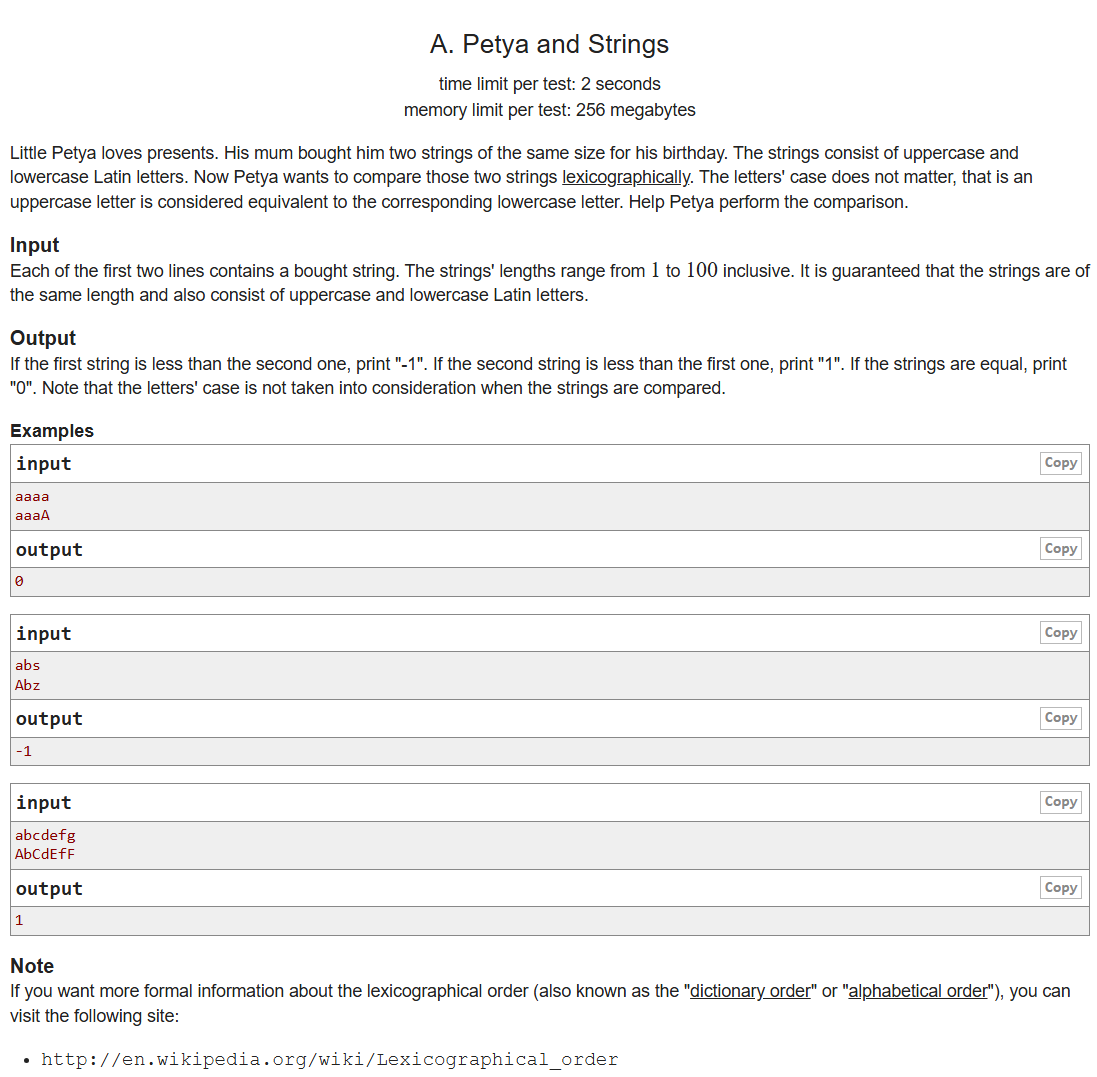 A. Petya and Strings
time limit per test: 2 seconds
memory limit per test: 256 megabytes
Little Petya loves presents. His mum bought him two strings of the same size for his birthday. The strings consist of uppercase and
lowercase Latin letters. Now Petya wants to compare those two strings lexicographically. The letters' case does not matter, that is an
uppercase letter is considered equivalent to the corresponding lowercase letter. Help Petya perform the comparison.
Input
Each of the first two lines contains a bought string. The strings' lengths range from 1 to 100 inclusive. It is guaranteed that the strings are of
the same length and also consist of uppercase and lowercase Latin letters.
Output
If the first string is less than the second one, print "-1". If the second string is less than the first one, print "1". If the strings are equal, print
"0". Note that the letters' case is not taken into consideration when the strings are compared.
Examples
input Copy
aaaa
aaaA
output Copy
0
input Copy
abs
Abz
output Copy
-1
input Copy
abcdefg
AbCdEfF
output Copy
1
Note
If you want more formal information about the lexicographical order (also known as the "dictionary order" or "alphabetical order"), you can
visit the following site:
• http://en.wikipedia.org/wiki/Lexicographical_order